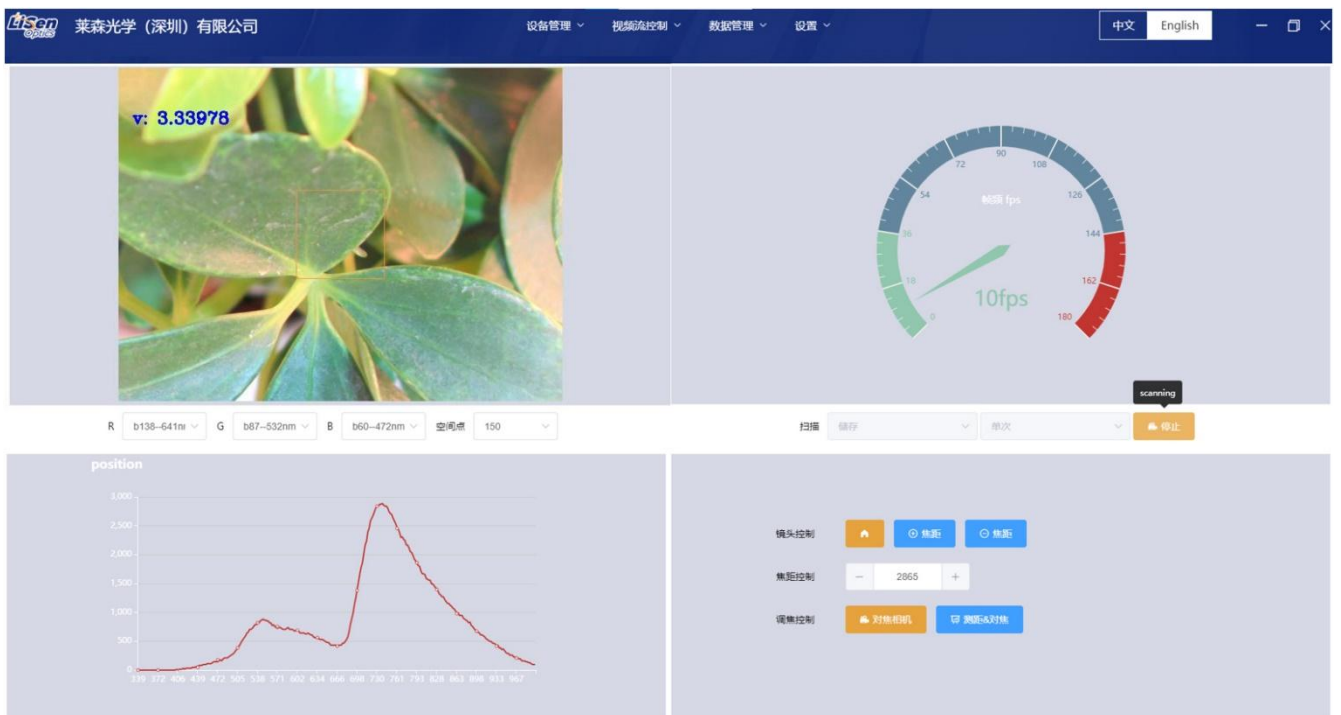 LiSen optics 莱森光学（深圳）有限公司 设备管理 视频流控制 数据管理 设置 中文 English
v: 3.33978
帧频 fps
0 18 36 54 72 90 108 126 144 162 180
10fps
scanning
R b138--641n G b87--532nm B b60--472nm 空间点 150 扫描 储存 单次 停止
position
3,000
2,500
2,000
1,500
1,000
500
0
339 372 406 439 472 505 538 571 602 634 666 698 730 761 791 828 863 898 933 967
镜头控制 焦距 焦距
焦距控制 − 2865 +
调焦控制 对焦相机 测距&对焦